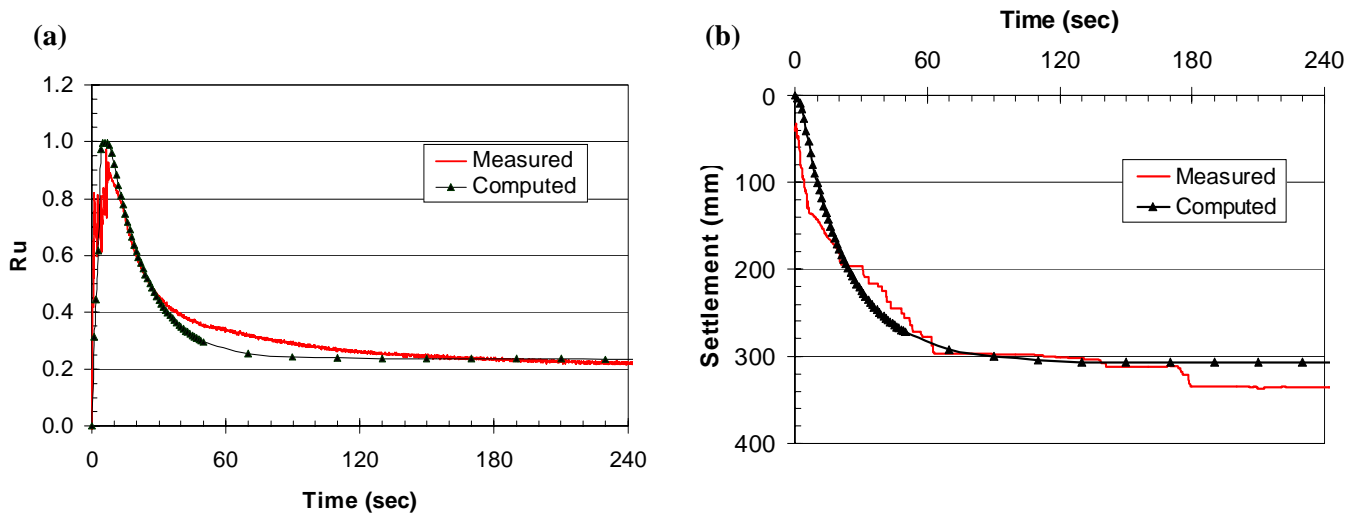 (a)
Ru
1.2
1.0
0.8
0.6
0.4
0.2
0.0
Measured
Computed
0 60 120 180 240
Time (sec)
(b)
Time (sec)
0 60 120 180 240
Settlement (mm)
0
100
200
300
400
Measured
Computed